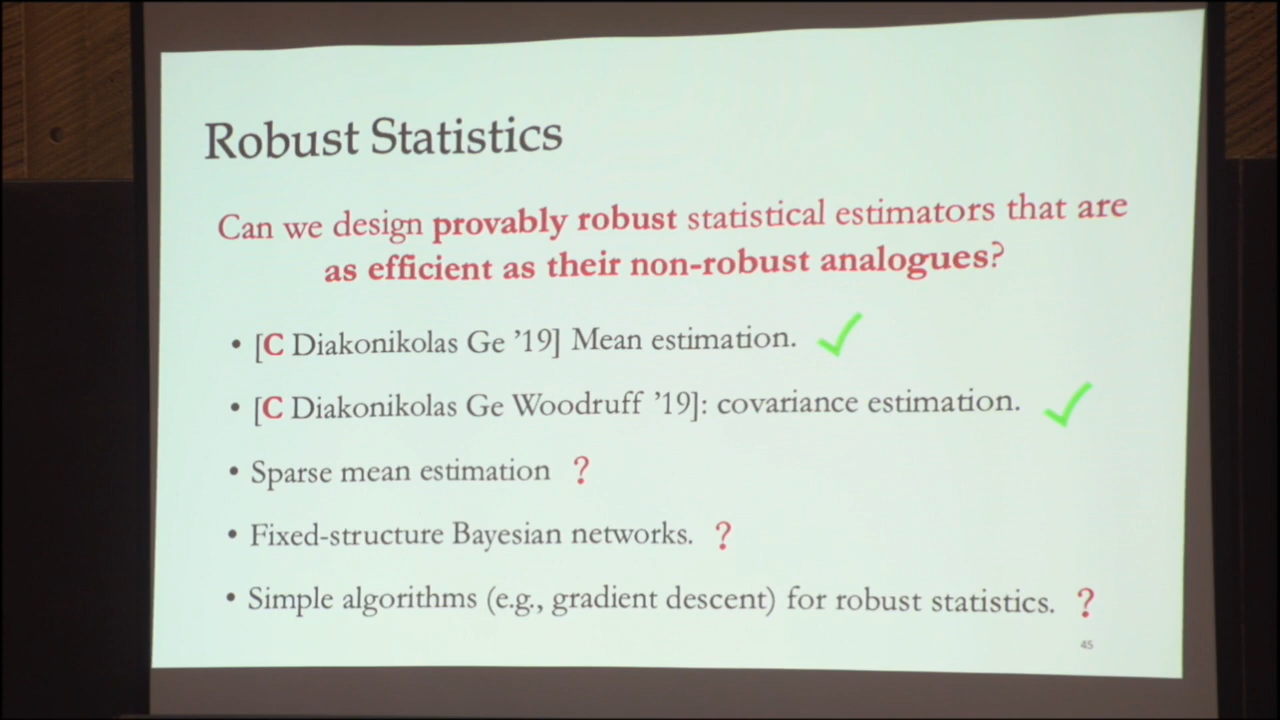 Robust Statistics
Can we design provably robust statistical estimators that are
as efficient as their non-robust analogues?
• [C Diakonikolas Ge ’19] Mean estimation.
• [C Diakonikolas Ge Woodruff ’19]: covariance estimation.
• Sparse mean estimation ?
• Fixed-structure Bayesian networks. ?
• Simple algorithms (e.g., gradient descent) for robust statistics. ?
45